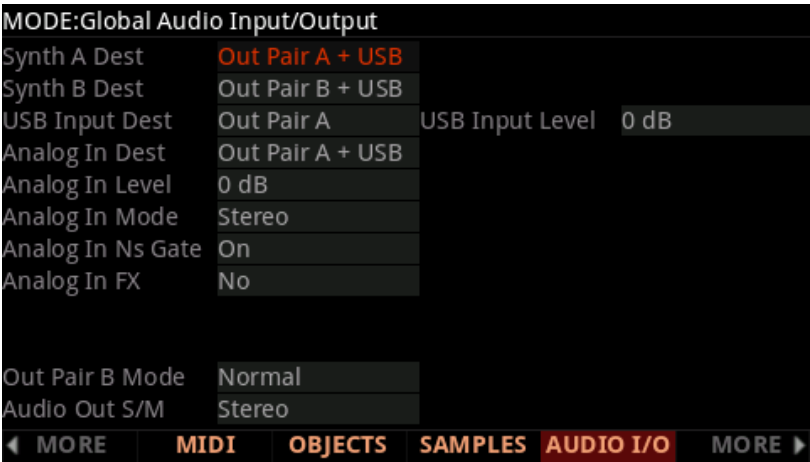 MODE:Global Audio Input/Output
Synth A Dest Out Pair A + USB
Synth B Dest Out Pair B + USB
USB Input Dest Out Pair A USB Input Level 0 dB
Analog In Dest Out Pair A + USB
Analog In Level 0 dB
Analog In Mode Stereo
Analog In Ns Gate On
Analog In FX No
Out Pair B Mode Normal
Audio Out S/M Stereo
MORE MIDI OBJECTS SAMPLES AUDIO I/O MORE